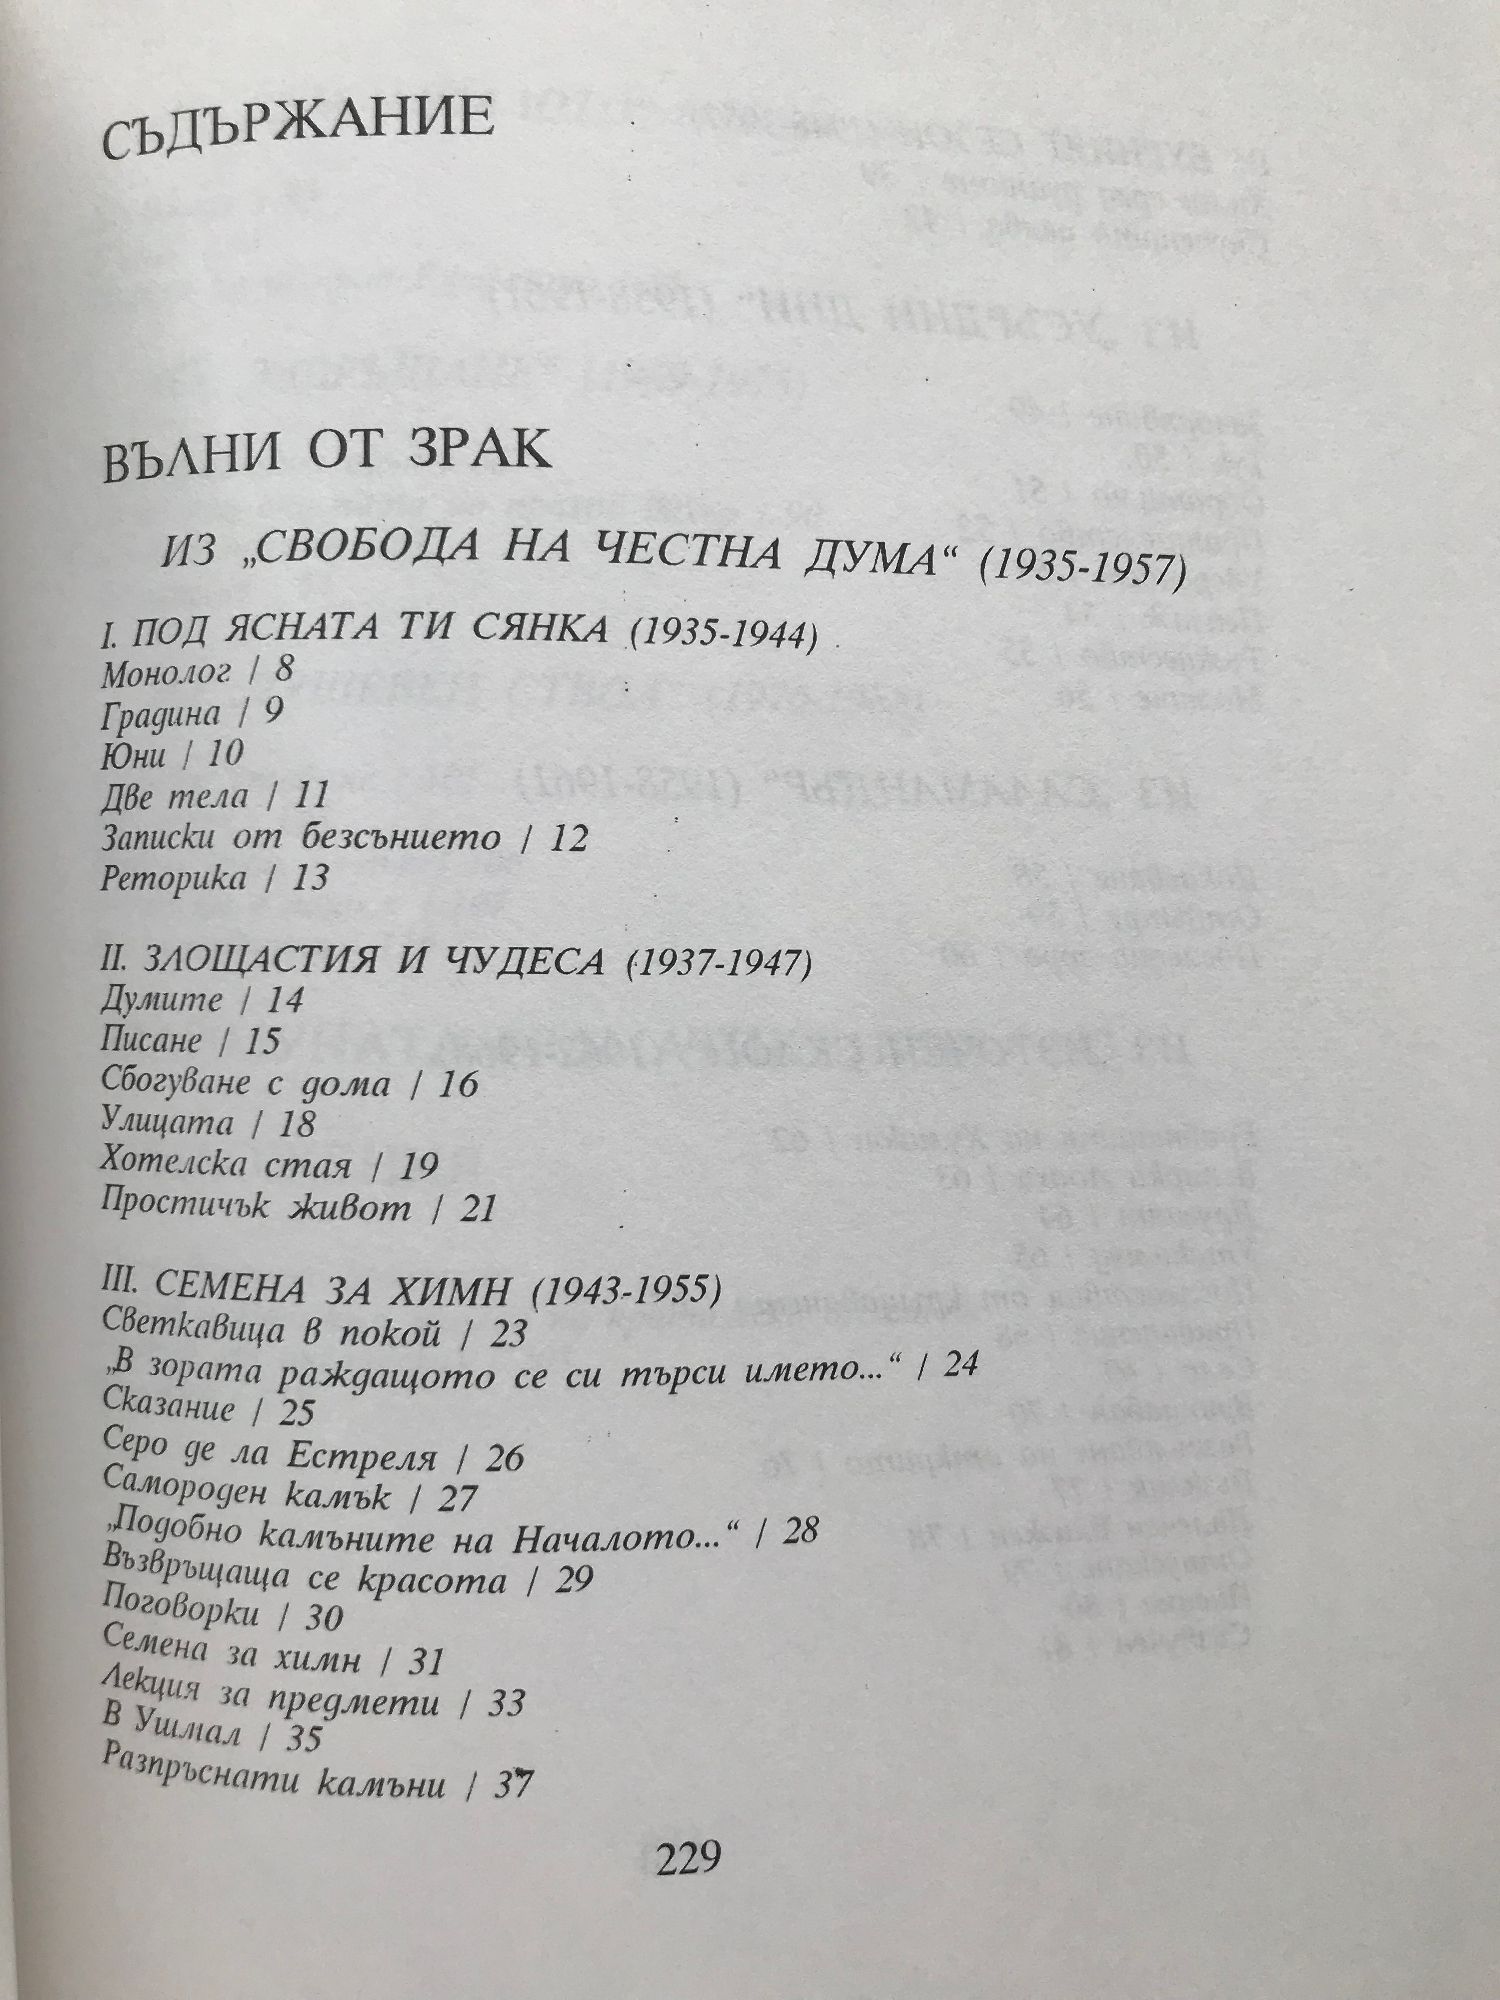 СЪДЪРЖАНИЕ
ВЪЛНИ ОТ ЗРАК
ИЗ „СВОБОДА НА ЧЕСТНА ДУМА“ (1935-1957)
I. ПОД ЯСНАТА ТИ СЯНКА (1935-1944)
Монолог / 8
Градина / 9
Юни / 10
Две тела / 11
Записки от безсънието / 12
Реторика / 13
II. ЗЛОЩАСТИЯ И ЧУДЕСА (1937-1947)
Думите / 14
Писане / 15
Сбогуване с дома / 16
Улицата / 18
Хотелска стая / 19
Простичък живот / 21
III. СЕМЕНА ЗА ХИМН (1943-1955)
Светкавица в покой / 23
„В зората раждащото се си търси името...“ / 24
Сказание / 25
Серо де ла Естреля / 26
Самороден камък / 27
„Подобно камъните на Началото...“ / 28
Възвръщаща се красота / 29
Поговорки / 30
Семена за химн / 31
Лекция за предмети / 33
В Ушмал / 35
Разпръснати камъни / 37
229